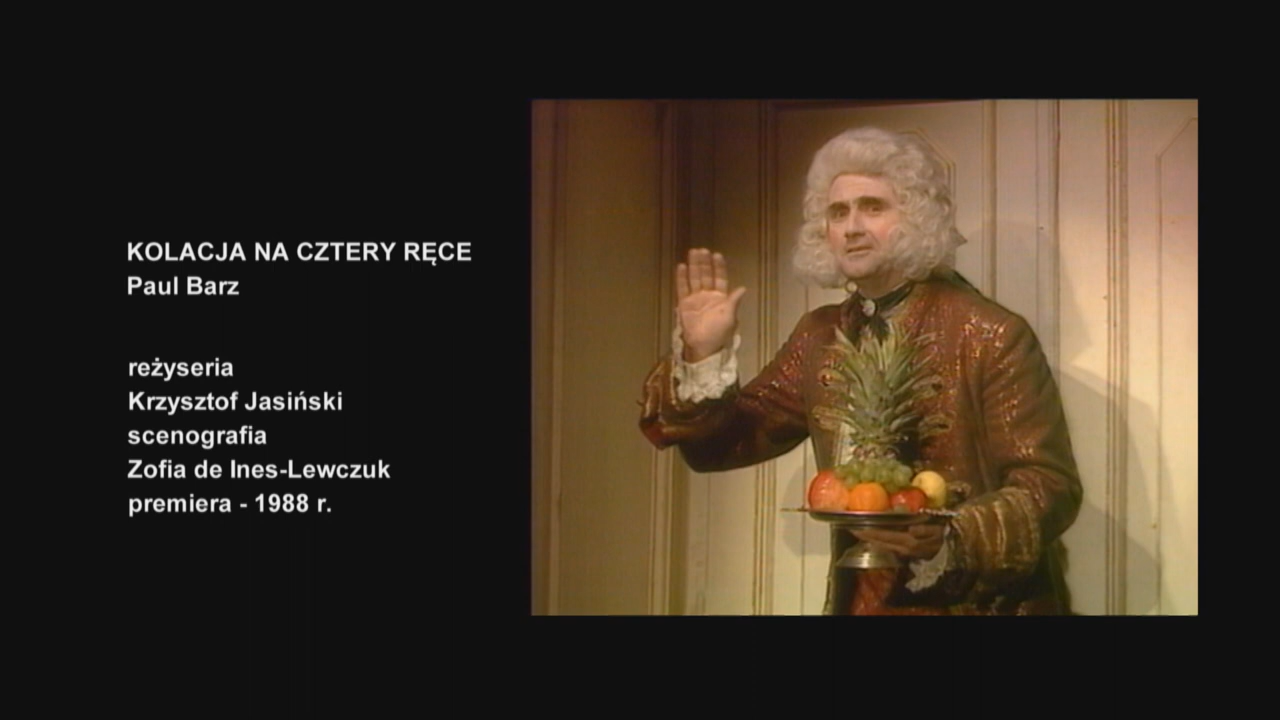 KOLACJA NA CZTERY RĘCE
Paul Barz
reżyseria
Krzysztof Jasiński
scenografia
Zofia de Ines-Lewczuk
premiera - 1988 r.